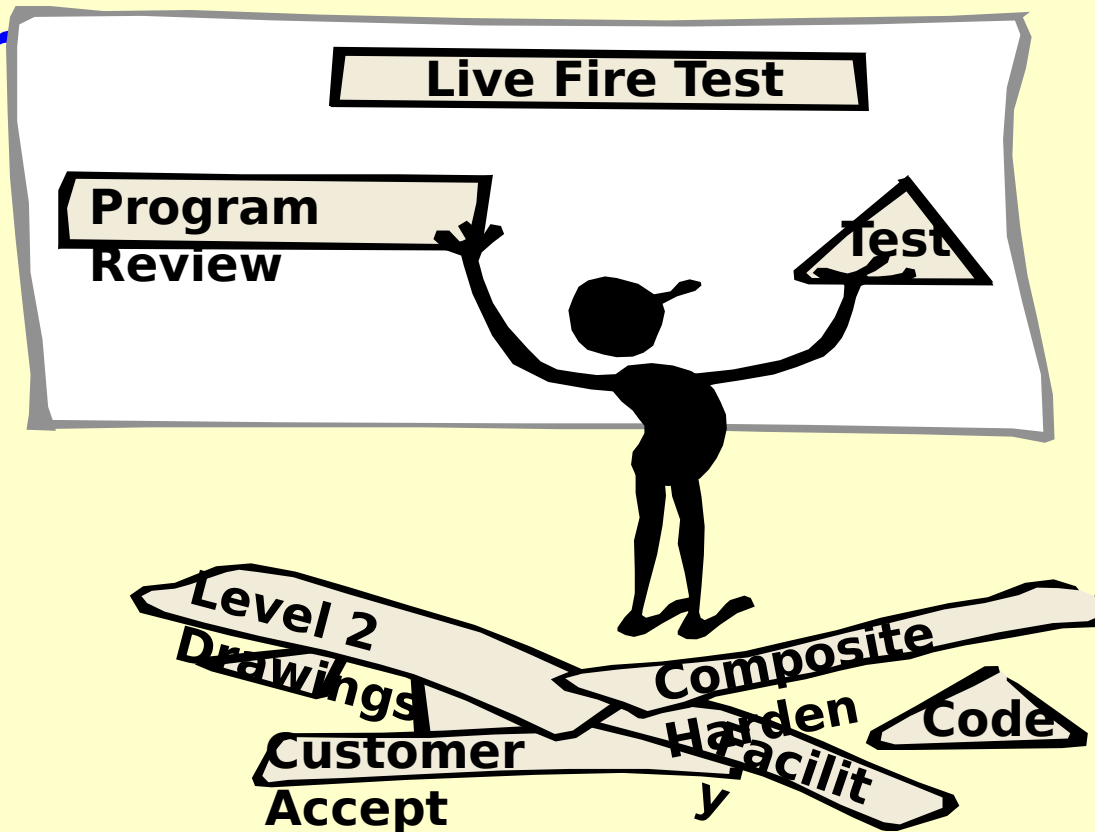 Live Fire Test
Program
Review
Test
Level 2
Drawings
Composite
Harden
Code
Customer
Accept
Facilit
y